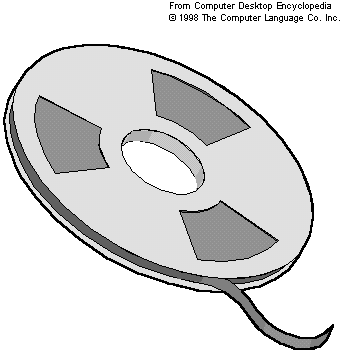 From Computer Desktop Encyclopedia
© 1998 The Computer Language Co. Inc.